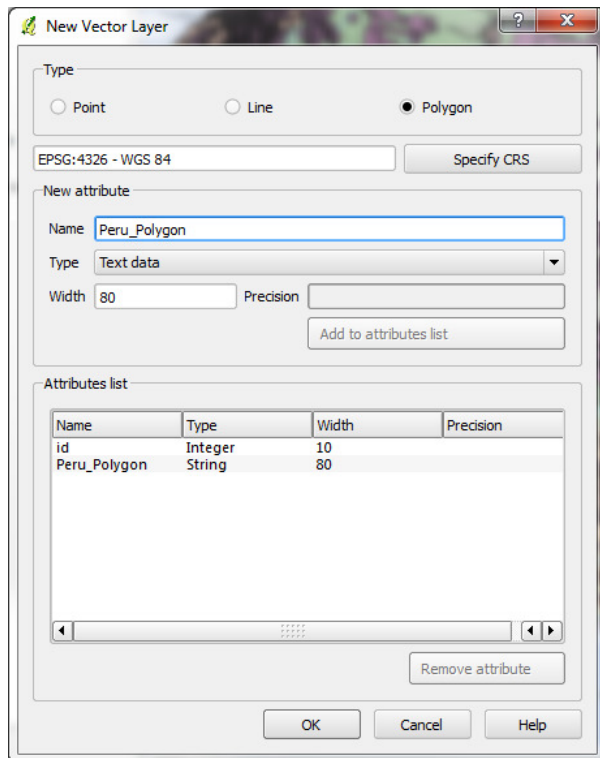 New Vector Layer
Type
Point Line Polygon
EPSG:4326 - WGS 84 Specify CRS
New attribute
Name Peru_Polygon
Type Text data
Width 80 Precision
Add to attributes list
Attributes list
Name Type Width Precision
id Integer 10
Peru_Polygon String 80
Remove attribute
OK Cancel Help